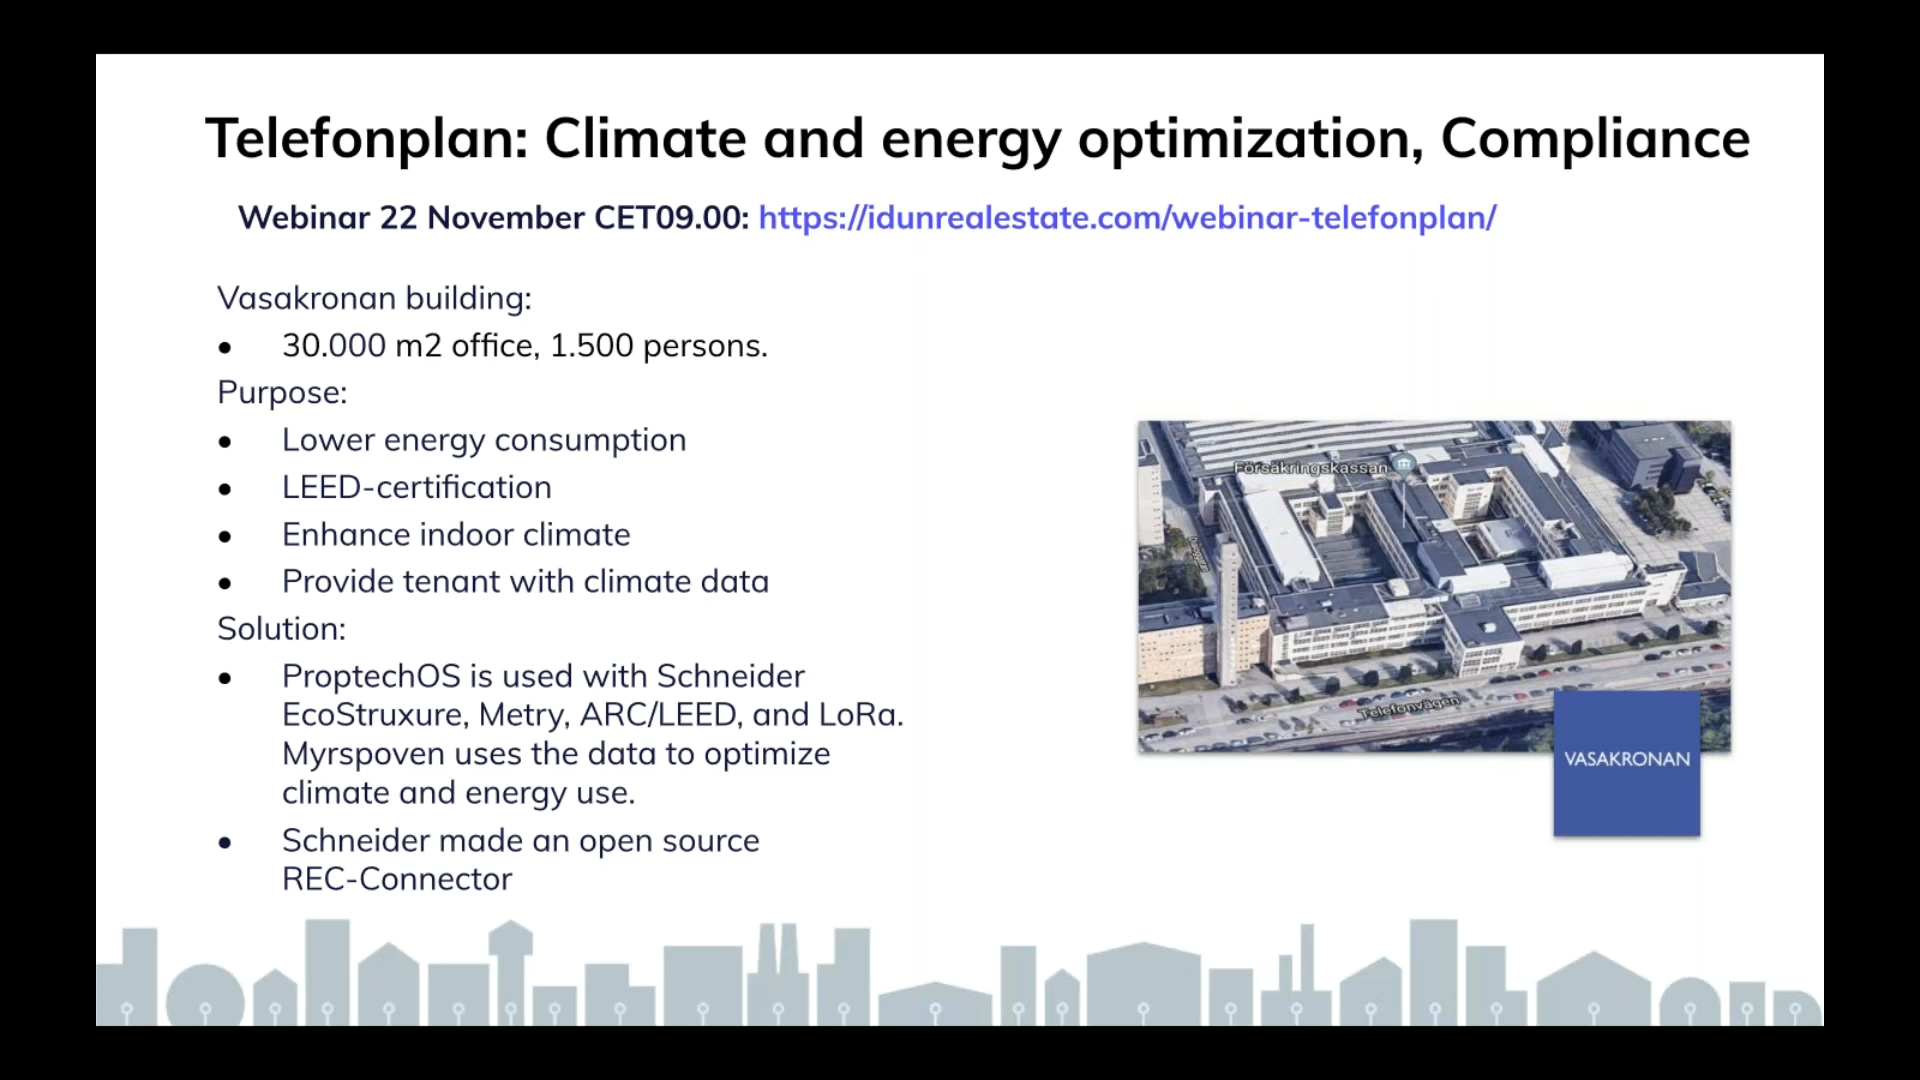 Telefonplan: Climate and energy optimization, Compliance
Webinar 22 November CET09.00: https://idunrealestate.com/webinar-telefonplan/
Vasakronan building:
• 30.000 m2 office, 1.500 persons.
Purpose:
• Lower energy consumption
• LEED-certification
• Enhance indoor climate
• Provide tenant with climate data
Solution:
• ProptechOS is used with Schneider
EcoStruxure, Metry, ARC/LEED, and LoRa.
Myrspoven uses the data to optimize
climate and energy use.
• Schneider made an open source
REC-Connector
Försäkringskassan
Telefonvägen
VASAKRONAN